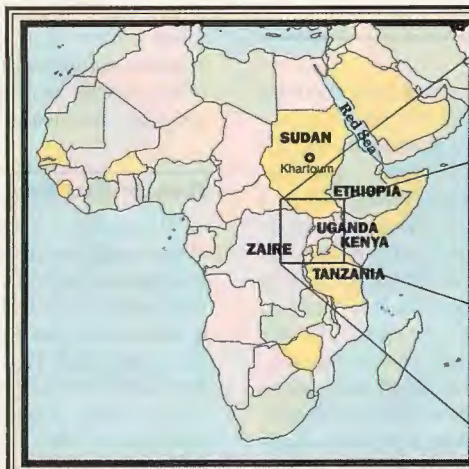 Red Sea
SUDAN
Khartoum
ETHIOPIA
UGANDA
KENYA
ZAIRE
TANZANIA